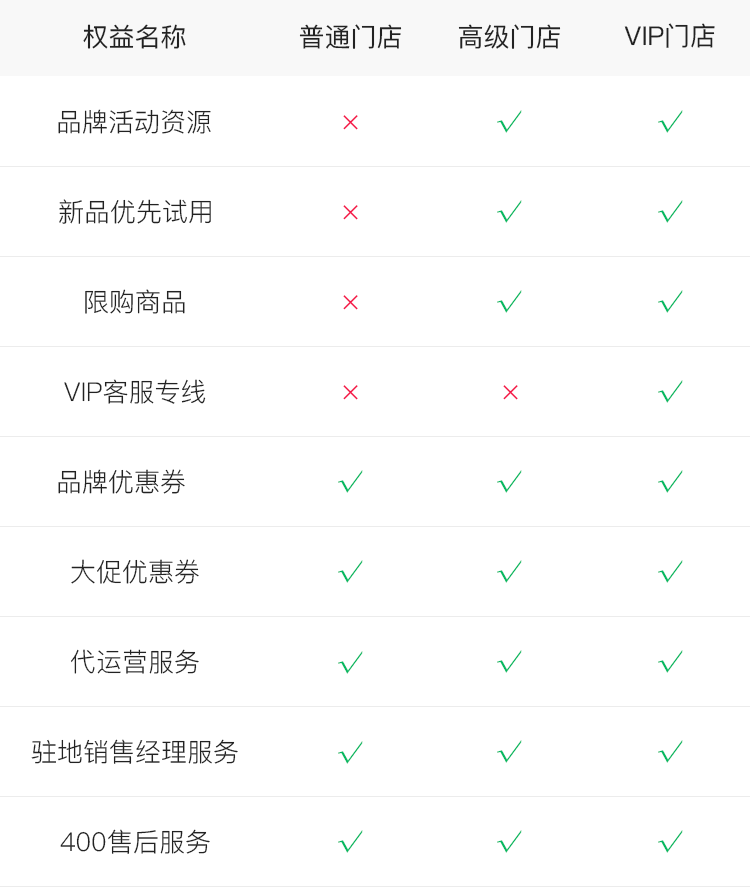 权益名称 普通门店 高级门店 VIP门店
品牌活动资源 × √ √
新品优先试用 × √ √
限购商品 × √ √
VIP客服专线 × × √
品牌优惠券 √ √ √
大促优惠券 √ √ √
代运营服务 √ √ √
驻地销售经理服务 √ √ √
400售后服务 √ √ √